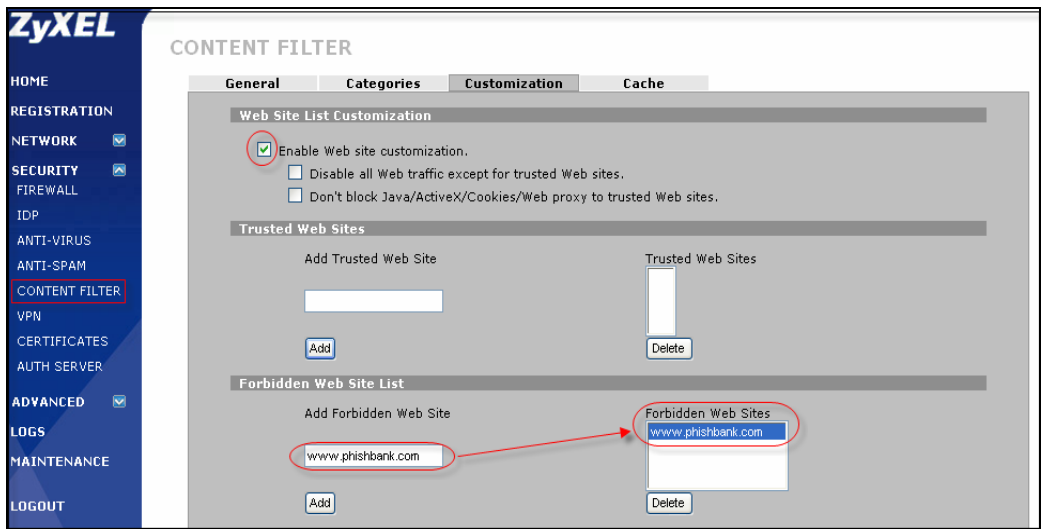 ZyXEL
CONTENT FILTER
HOME
REGISTRATION
NETWORK
SECURITY
FIREWALL
IDP
ANTI-VIRUS
ANTI-SPAM
CONTENT FILTER
VPN
CERTIFICATES
AUTH SERVER
ADVANCED
LOGS
MAINTENANCE
LOGOUT
General Categories Customization Cache
Web Site List Customization
Enable Web site customization.
Disable all Web traffic except for trusted Web sites.
Don't block Java/ActiveX/Cookies/Web proxy to trusted Web sites.
Trusted Web Sites
Add Trusted Web Site Trusted Web Sites
Add Delete
Forbidden Web Site List
Add Forbidden Web Site Forbidden Web Sites
www.phishbank.com www.phishbank.com
Add Delete